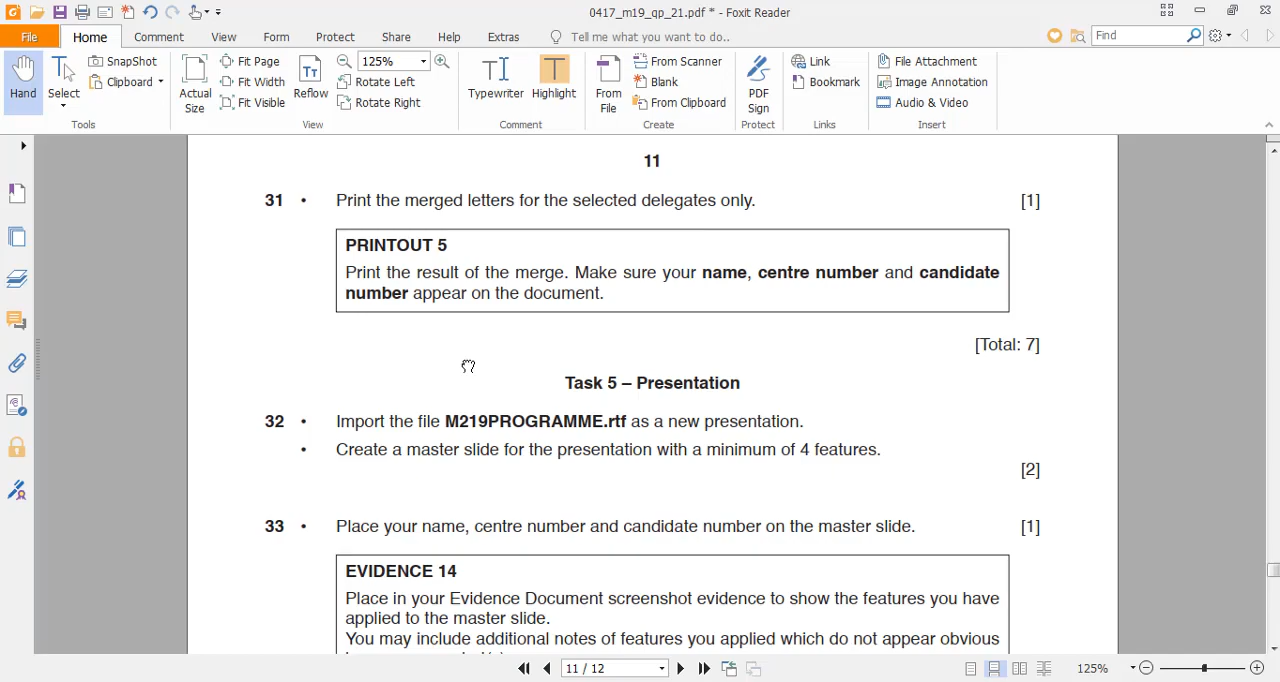 0417_m19_qp_21.pdf * - Foxit Reader
File Home Comment View Form Protect Share Help Extras Tell me what you want to do.. Find
Hand
Select
SnapShot
Clipboard
Tools
Actual Size
Fit Page
Fit Width
Fit Visible
Reflow
125%
Rotate Left
Rotate Right
View
Typewriter
Highlight
Comment
From File
From Scanner
Blank
From Clipboard
Create
PDF Sign
Protect
Link
Bookmark
Links
File Attachment
Image Annotation
Audio & Video
Insert
11
31 • Print the merged letters for the selected delegates only. [1]
PRINTOUT 5
Print the result of the merge. Make sure your name, centre number and candidate
number appear on the document.
[Total: 7]
Task 5 – Presentation
32 • Import the file M219PROGRAMME.rtf as a new presentation.
• Create a master slide for the presentation with a minimum of 4 features.
[2]
33 • Place your name, centre number and candidate number on the master slide. [1]
EVIDENCE 14
Place in your Evidence Document screenshot evidence to show the features you have
applied to the master slide.
You may include additional notes of features you applied which do not appear obvious
11 / 12
125%